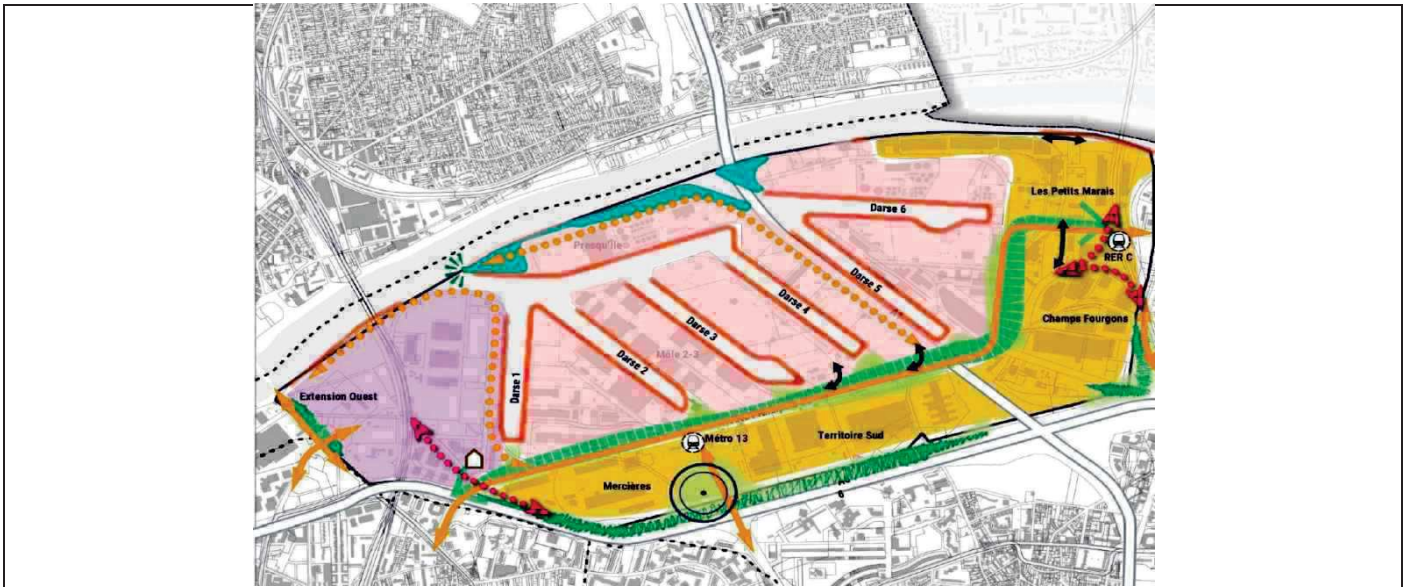 Les Petits Marais
Darse 6
RER C
Presqu'île
Darse 5
Darse 4
Champs Fourgons
Darse 3
Môle 2-3
Darse 2
Darse 1
Extension Ouest
Métro 13
Territoire Sud
Mercières